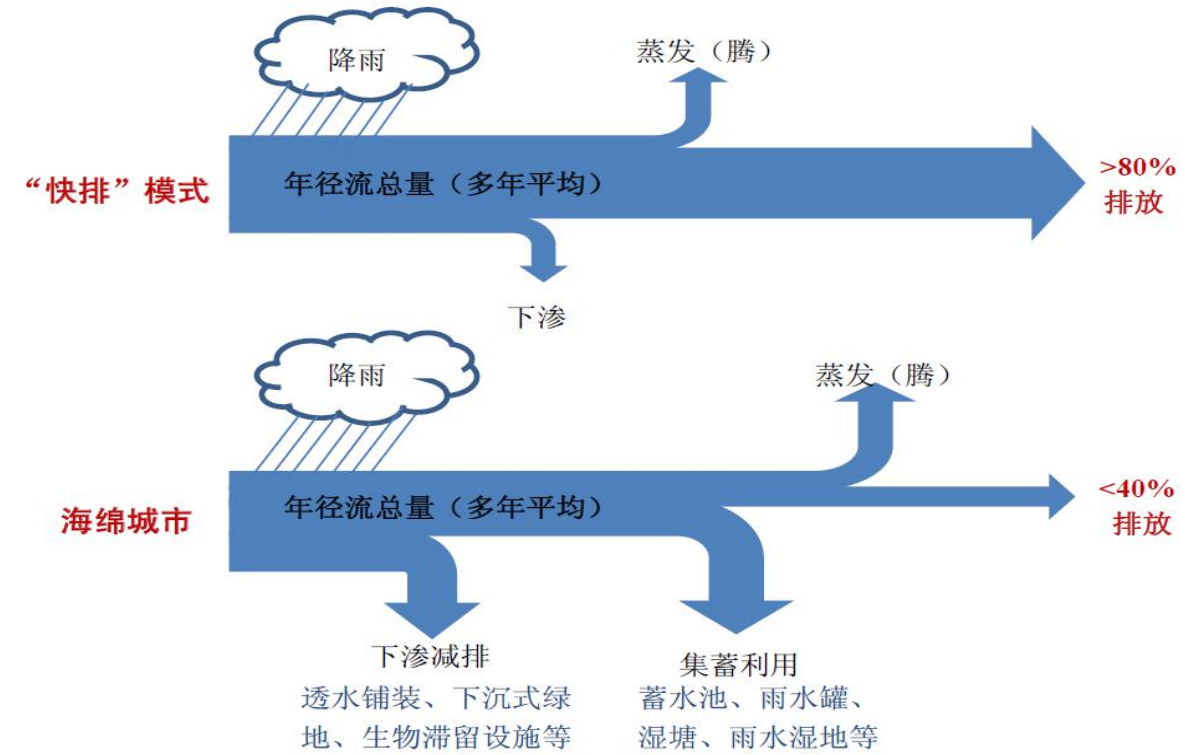 降雨
蒸发（腾）
“快排”模式
年径流总量（多年平均）
>80%
排放
下渗
降雨
蒸发（腾）
海绵城市
年径流总量（多年平均）
<40%
排放
下渗减排
透水铺装、下沉式绿
地、生物滞留设施等
集蓄利用
蓄水池、雨水罐、
湿塘、雨水湿地等